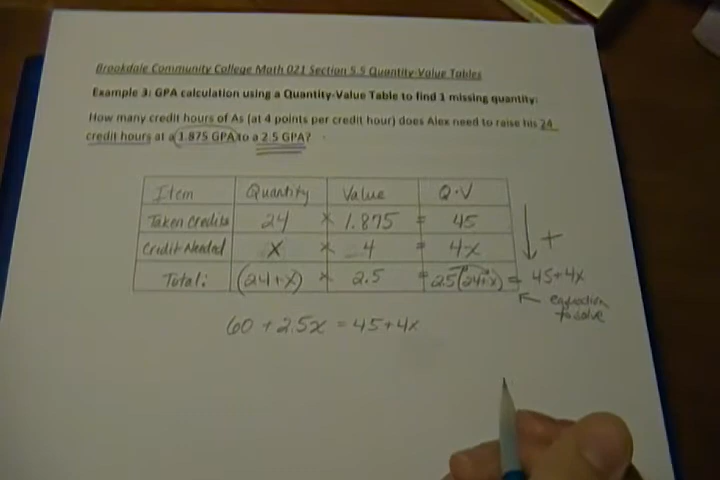 Brookdale Community College Math 021 Section 5.5 Quantity-Value Tables
Example 3: GPA calculation using a Quantity-Value Table to find 1 missing quantity:
How many credit hours of As (at 4 points per credit hour) does Alex need to raise his 24
credit hours at a 1.875 GPA to a 2.5 GPA?
Item Quantity Value Q·V
Taken Credits 24 × 1.875 = 45
Credit Needed x × 4 = 4x
+
Total: (24+x) × 2.5 = 2.5(24+x) = 45+4x
← equation
to solve
60 + 2.5x = 45+4x